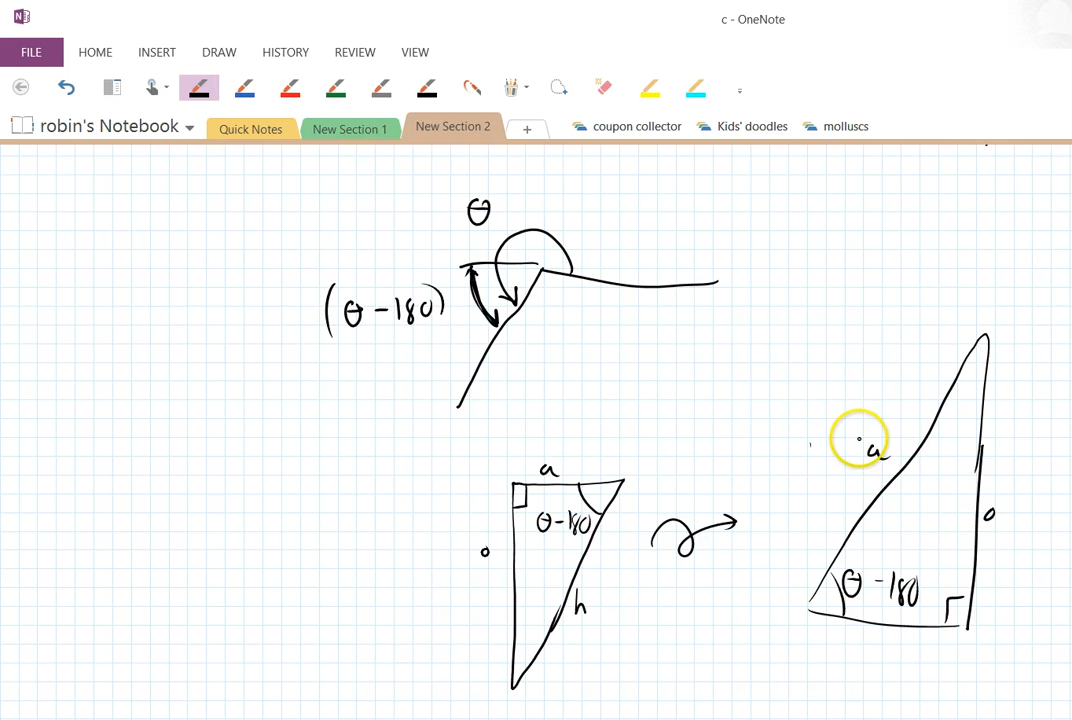 c - OneNote
FILE HOME INSERT DRAW HISTORY REVIEW VIEW
robin's Notebook Quick Notes New Section 1 New Section 2 + coupon collector Kids' doodles molluscs
θ
(θ - 180)
a
θ-180
o
h
a
o
θ - 180